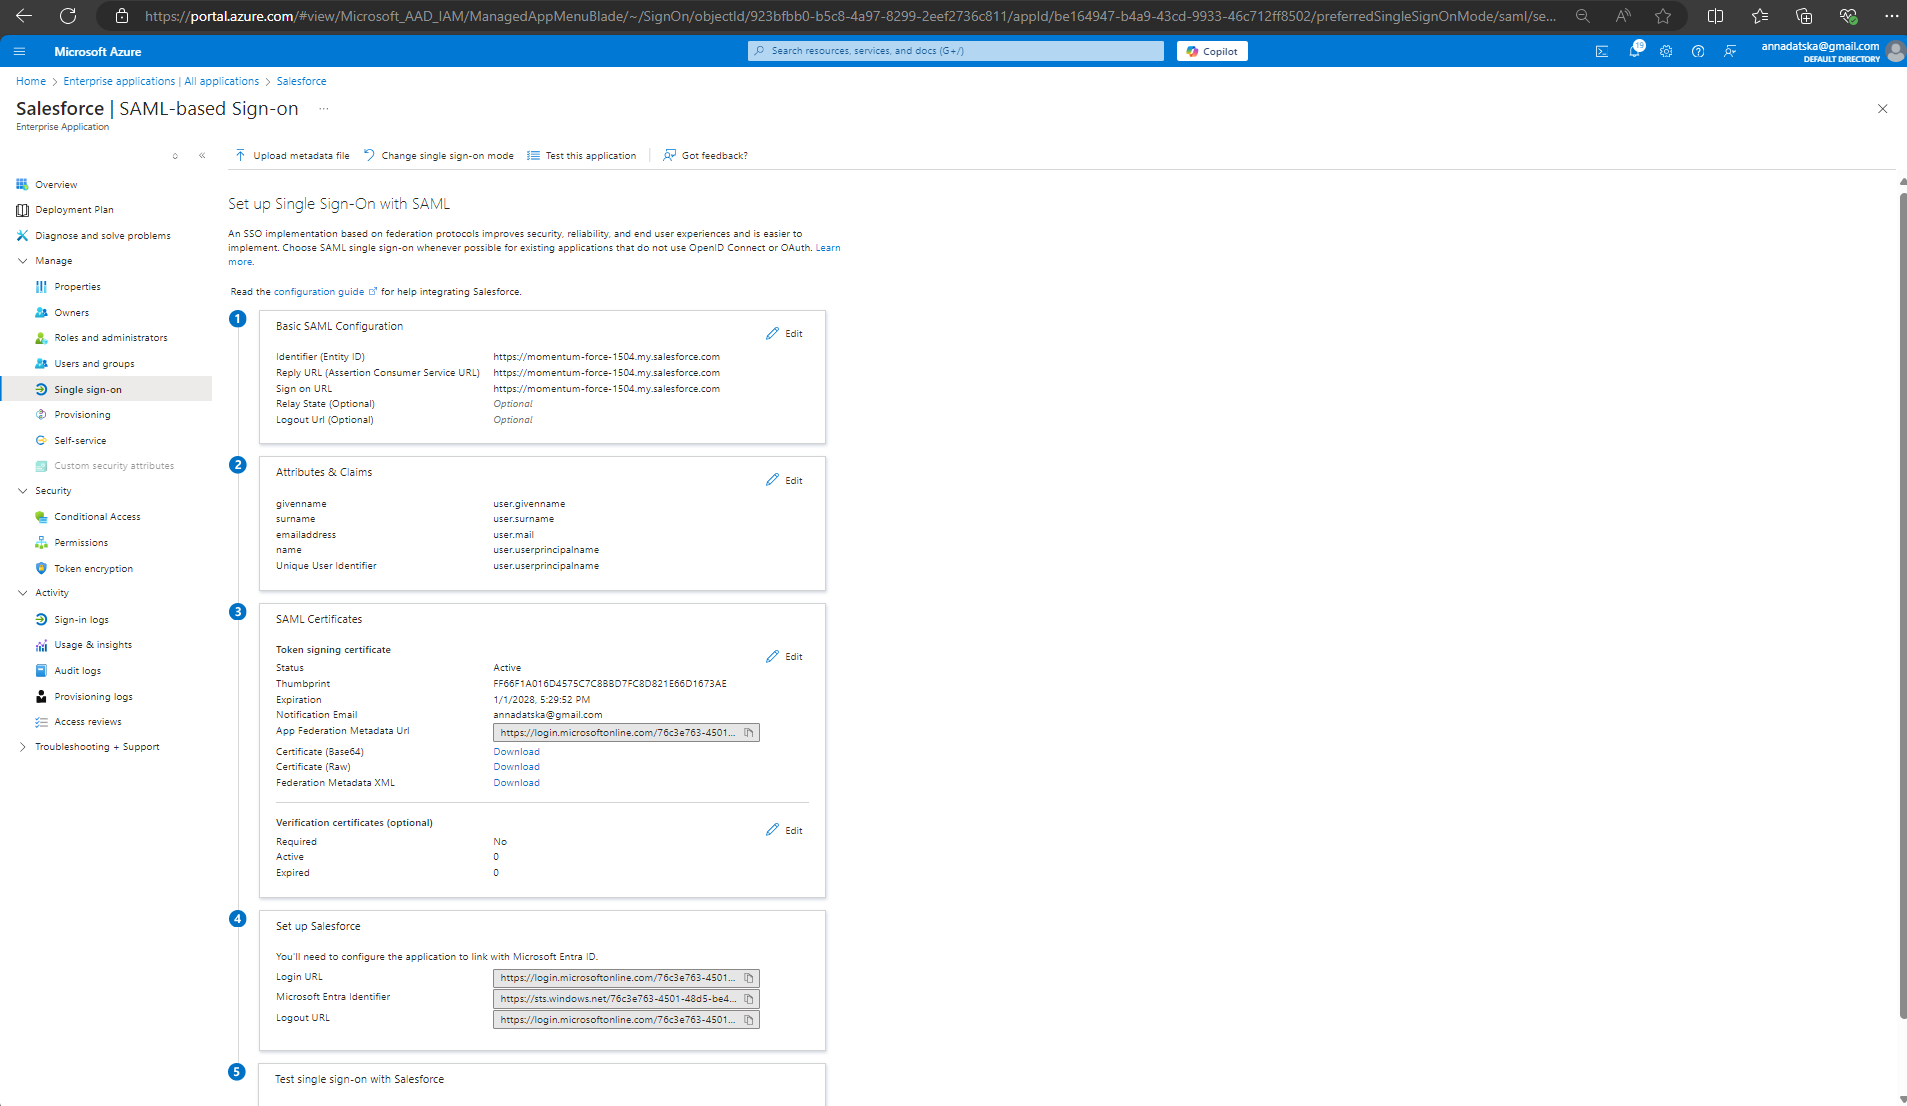 https://portal.azure.com/#view/Microsoft_AAD_IAM/ManagedAppMenuBlade/~/SignOn/objectId/923bfbb0-b5c8-4a97-8299-2eef2736c811/appId/be164947-b4a9-43cd-9933-46c712ff8502/preferredSingleSignOnMode/saml/se...
Microsoft Azure
Search resources, services, and docs (G+/)
Copilot
19
annadatska@gmail.com
DEFAULT DIRECTORY
Home > Enterprise applications | All applications > Salesforce
Salesforce | SAML-based Sign-on ...
Enterprise Application
Upload metadata file
Change single sign-on mode
Test this application
Got feedback?
Overview
Deployment Plan
Diagnose and solve problems
Manage
Properties
Owners
Roles and administrators
Users and groups
Single sign-on
Provisioning
Self-service
Custom security attributes
Security
Conditional Access
Permissions
Token encryption
Activity
Sign-in logs
Usage & insights
Audit logs
Provisioning logs
Access reviews
Troubleshooting + Support
Set up Single Sign-On with SAML
An SSO implementation based on federation protocols improves security, reliability, and end user experiences and is easier to
implement. Choose SAML single sign-on whenever possible for existing applications that do not use OpenID Connect or OAuth. Learn
more.
Read the configuration guide for help integrating Salesforce.
1
Basic SAML Configuration
Edit
Identifier (Entity ID) https://momentum-force-1504.my.salesforce.com
Reply URL (Assertion Consumer Service URL) https://momentum-force-1504.my.salesforce.com
Sign on URL https://momentum-force-1504.my.salesforce.com
Relay State (Optional) Optional
Logout Url (Optional) Optional
2
Attributes & Claims
Edit
givenname user.givenname
surname user.surname
emailaddress user.mail
name user.userprincipalname
Unique User Identifier user.userprincipalname
3
SAML Certificates
Token signing certificate
Edit
Status Active
Thumbprint FF66F1A016D4575C7C8BBD7FC8D821E66D1673AE
Expiration 1/1/2028, 5:29:52 PM
Notification Email annadatska@gmail.com
App Federation Metadata Url https://login.microsoftonline.com/76c3e763-4501...
Certificate (Base64) Download
Certificate (Raw) Download
Federation Metadata XML Download
Verification certificates (optional)
Edit
Required No
Active 0
Expired 0
4
Set up Salesforce
You'll need to configure the application to link with Microsoft Entra ID.
Login URL https://login.microsoftonline.com/76c3e763-4501...
Microsoft Entra Identifier https://sts.windows.net/76c3e763-4501-48d5-be4...
Logout URL https://login.microsoftonline.com/76c3e763-4501...
5
Test single sign-on with Salesforce